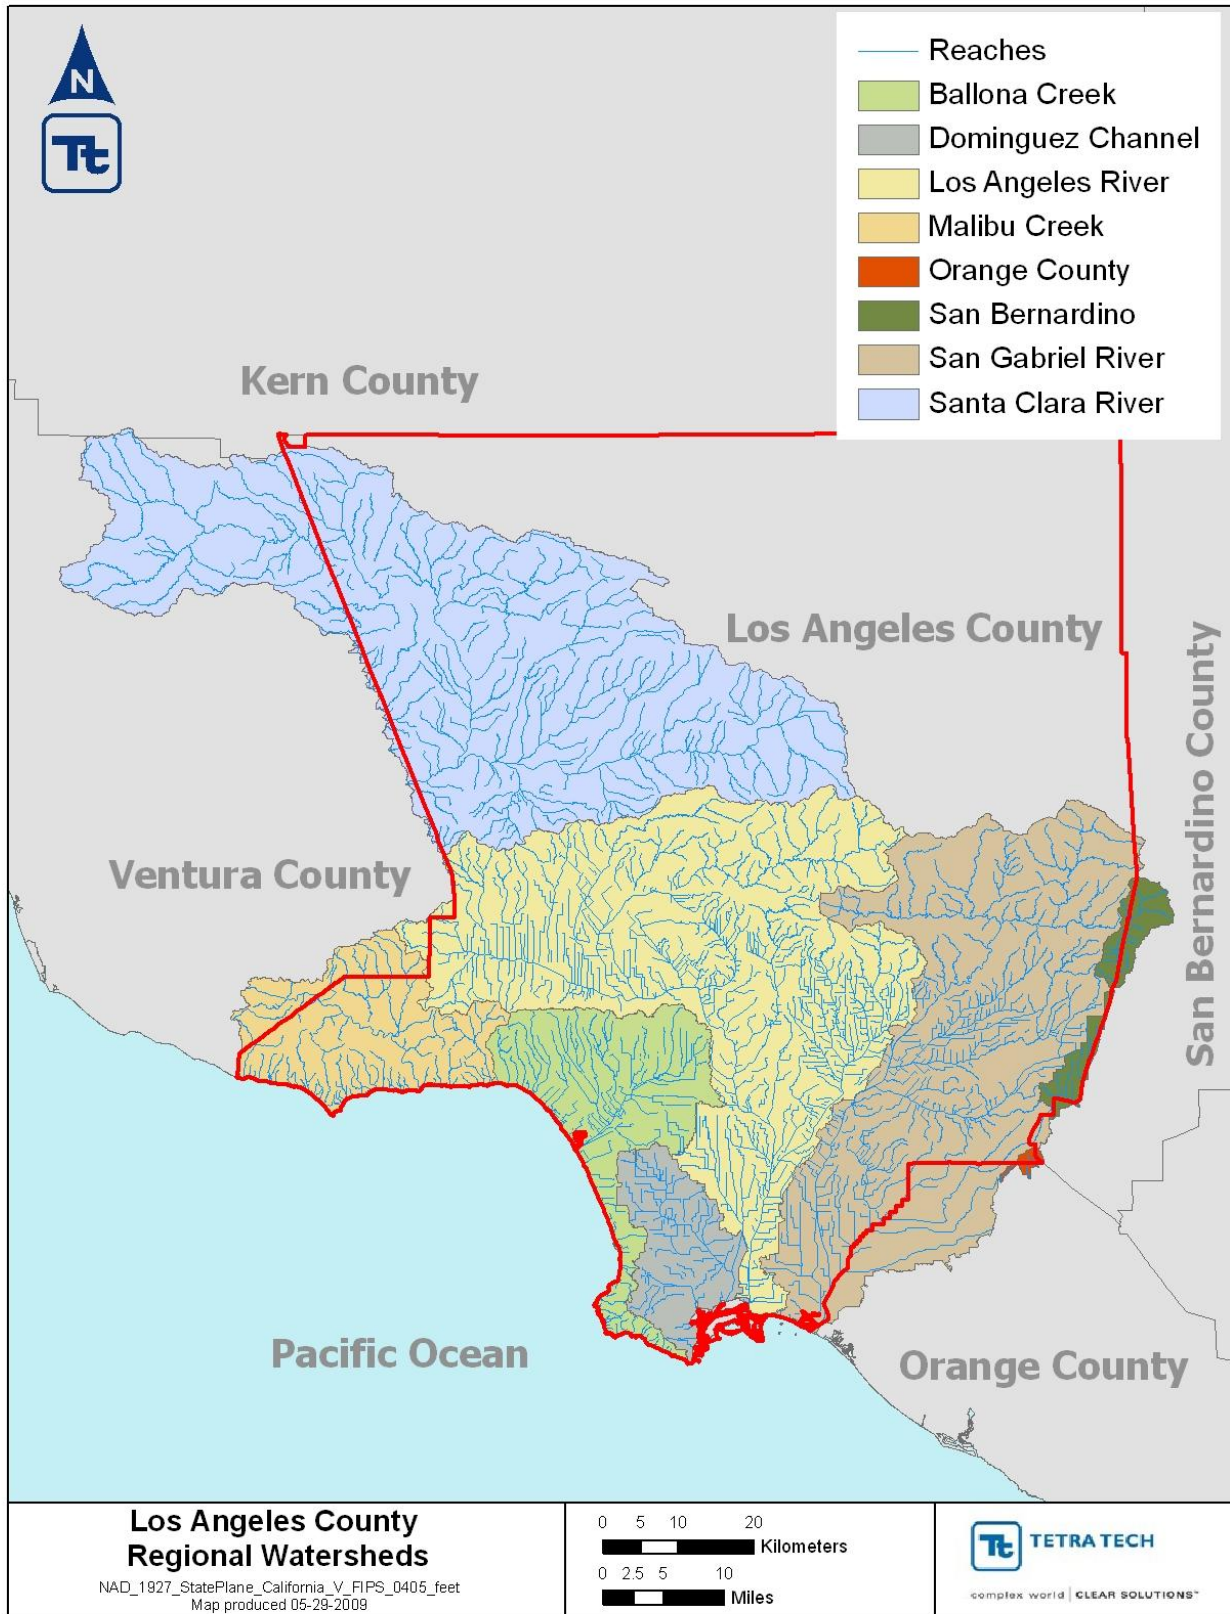 N
Tt
Reaches
Ballona Creek
Dominguez Channel
Los Angeles River
Malibu Creek
Orange County
San Bernardino
San Gabriel River
Santa Clara River
Kern County
Los Angeles County
San Bernardino County
Ventura County
Pacific Ocean
Orange County
Los Angeles County
Regional Watersheds
NAD_1927_StatePlane_California_V_FIPS_0405_feet
Map produced 05-29-2009
0 5 10 20
Kilometers
0 2.5 5 10
Miles
Tt TETRA TECH
complex world | CLEAR SOLUTIONS™